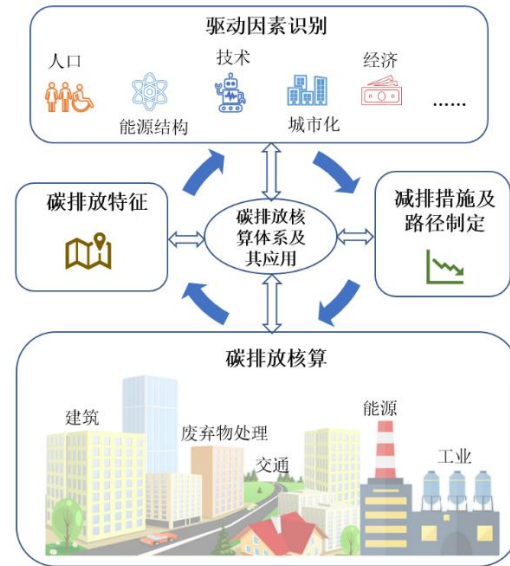 驱动因素识别
人口
技术
经济
能源结构
城市化
……
碳排放特征
碳排放核
算体系及
其应用
减排措施及
路径制定
碳排放核算
建筑
废弃物处理
交通
能源
工业